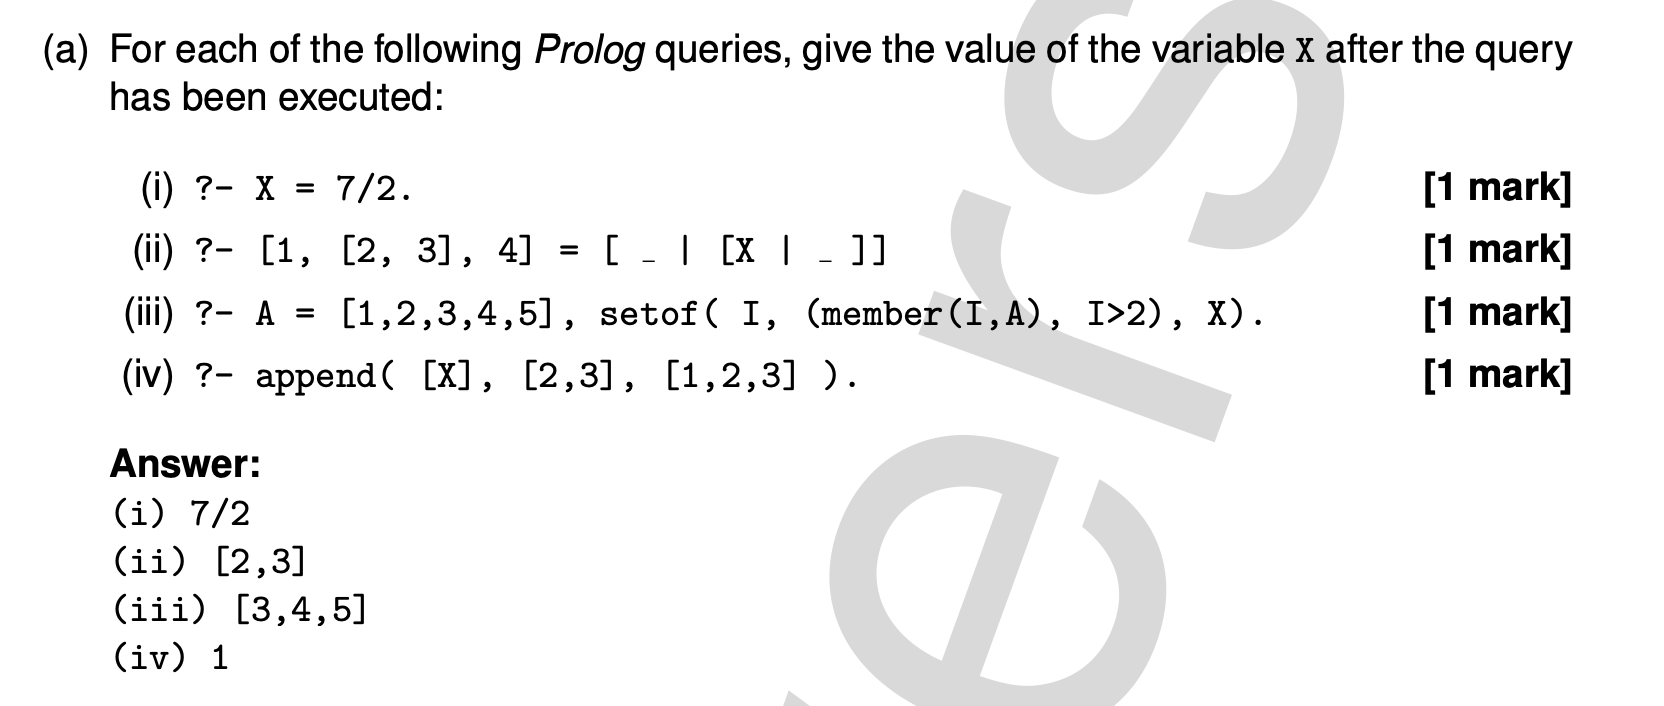 (a) For each of the following Prolog queries, give the value of the variable X after the query
has been executed:
(i) ?- X = 7/2. [1 mark]
(ii) ?- [1, [2, 3], 4] = [ _ | [X | _ ]] [1 mark]
(iii) ?- A = [1,2,3,4,5], setof( I, (member(I,A), I>2), X). [1 mark]
(iv) ?- append( [X], [2,3], [1,2,3] ). [1 mark]
Answer:
(i) 7/2
(ii) [2,3]
(iii) [3,4,5]
(iv) 1
ers